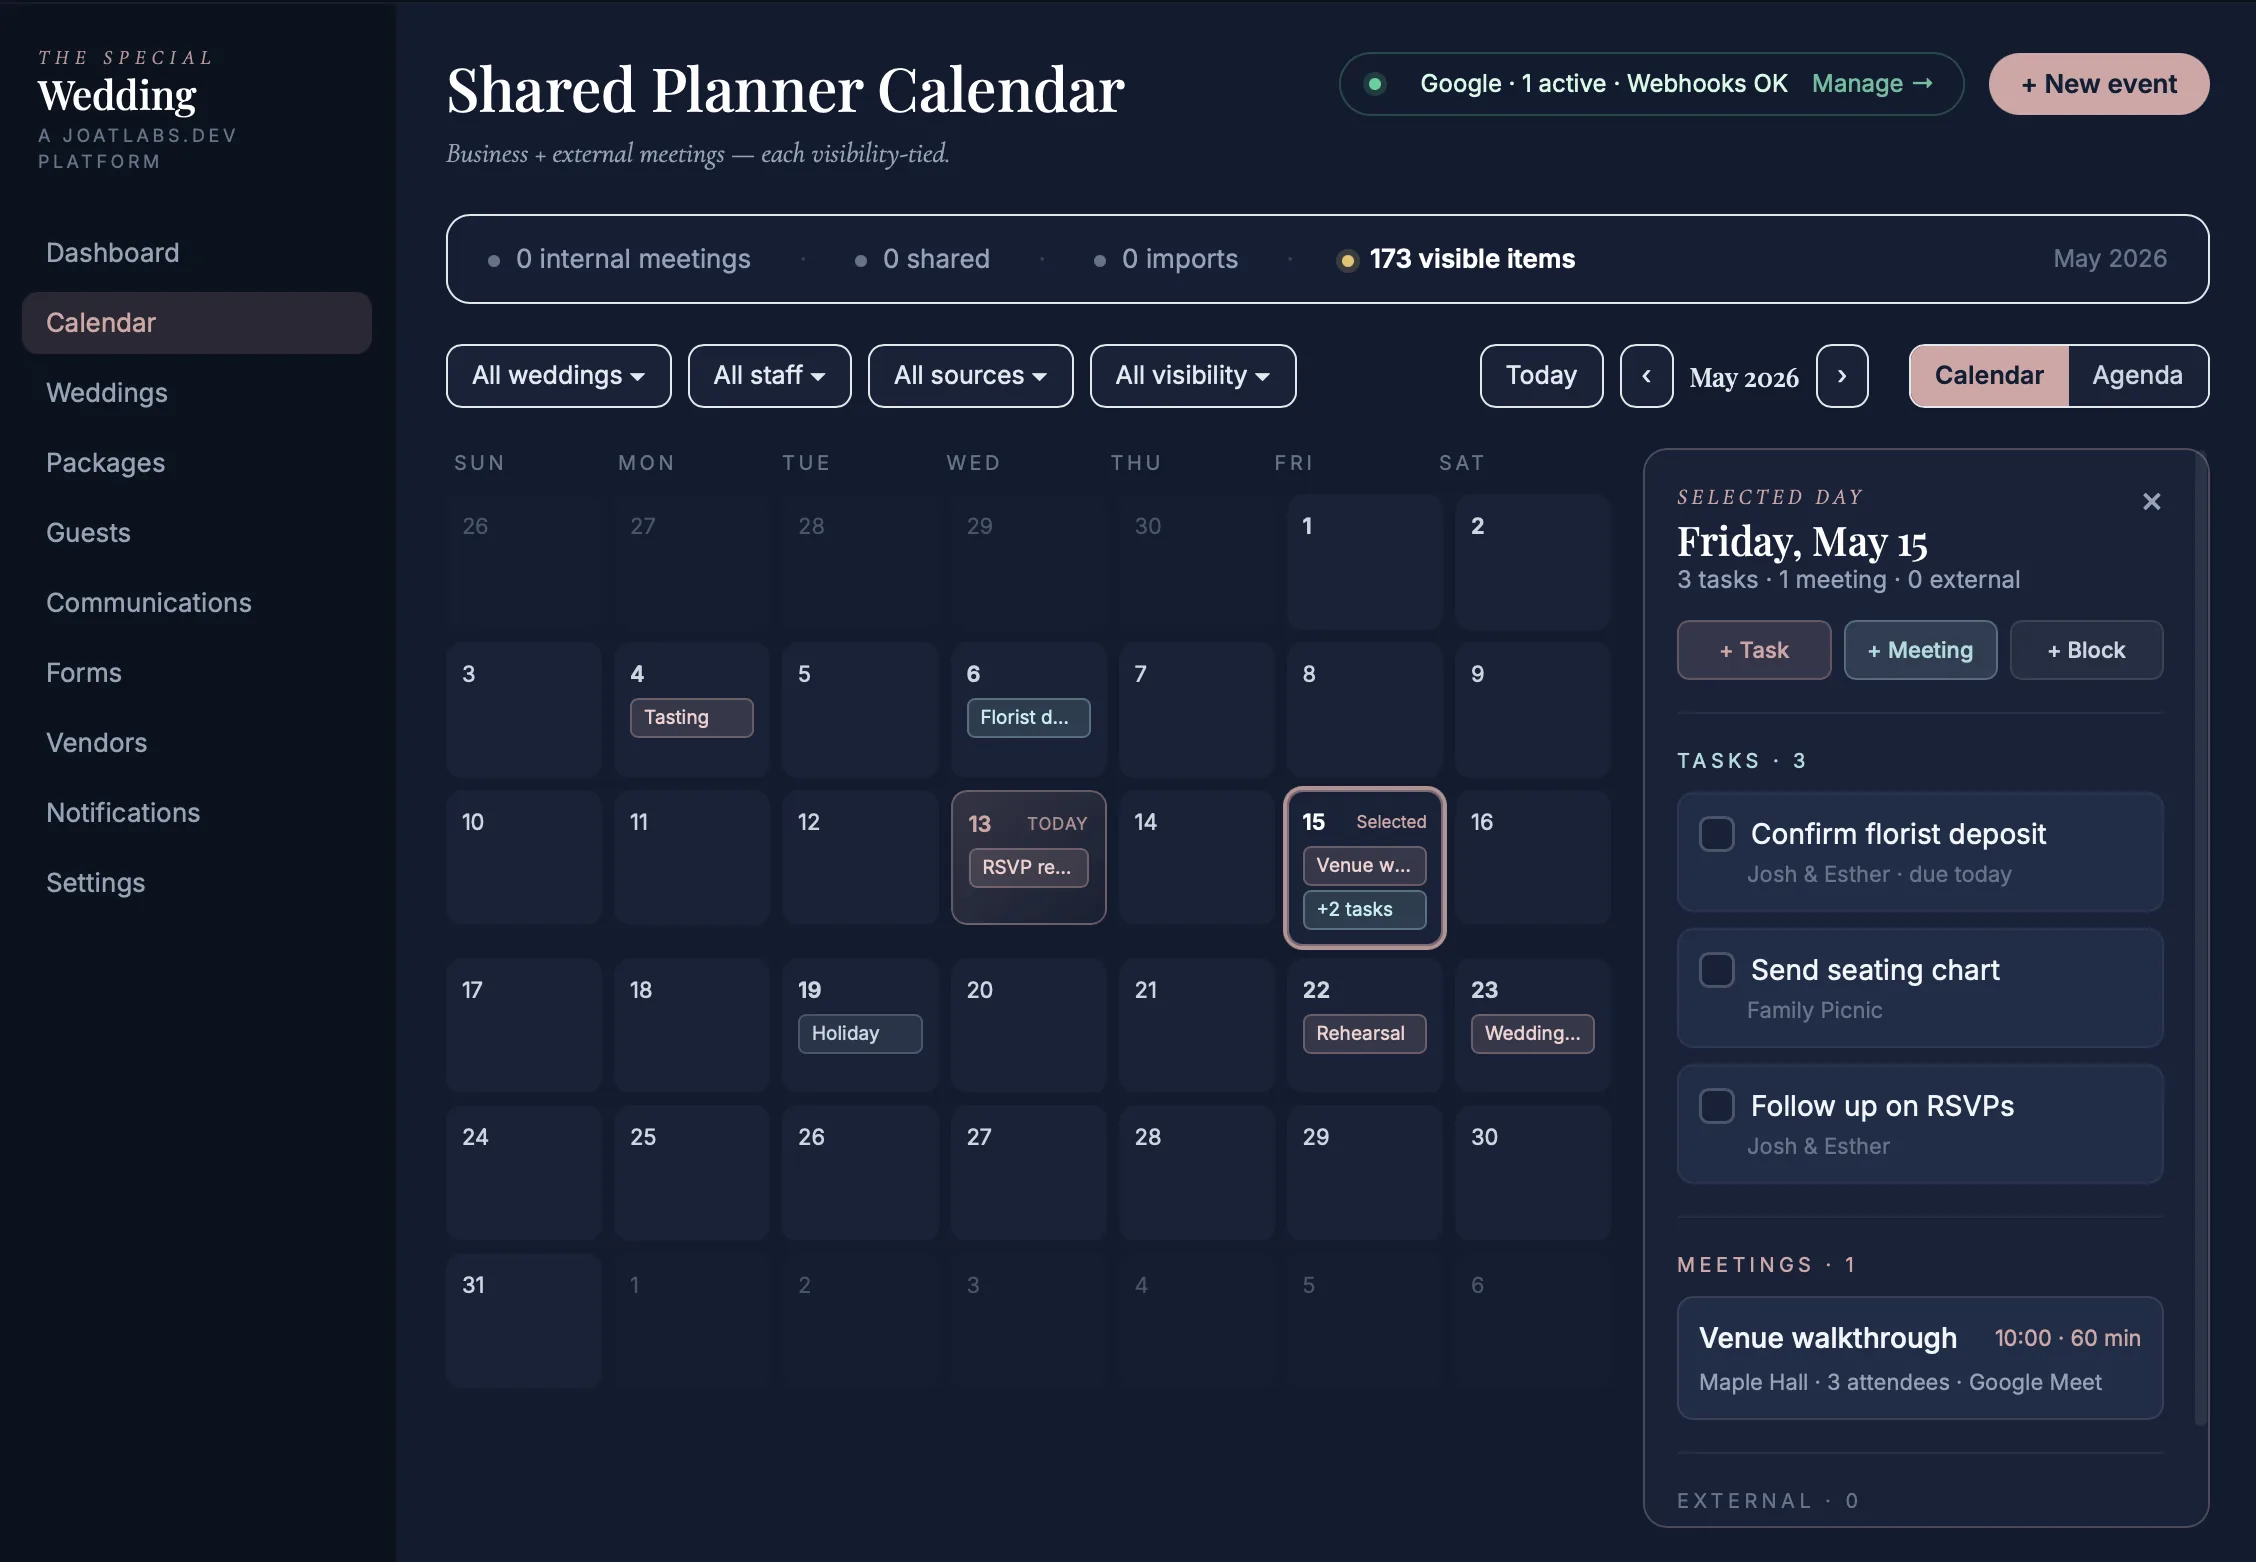 THE SPECIAL
Wedding
A JOATLABS.DEV
PLATFORM
Dashboard
Calendar
Weddings
Packages
Guests
Communications
Forms
Vendors
Notifications
Settings
Shared Planner Calendar
Business + external meetings — each visibility-tied.
Google · 1 active · Webhooks OK Manage →
+ New event
0 internal meetings · 0 shared · 0 imports · 173 visible items May 2026
All weddings All staff All sources All visibility
Today ‹ May 2026 › Calendar Agenda
SUN MON TUE WED THU FRI SAT
26 27 28 29 30 1 2
3 4 5 6 7 8 9
Tasting Florist d...
10 11 12 13 TODAY 14 15 Selected 16
RSVP re... Venue w...
+2 tasks
17 18 19 20 21 22 23
Holiday Rehearsal Wedding...
24 25 26 27 28 29 30
31 1 2 3 4 5 6
SELECTED DAY ×
Friday, May 15
3 tasks · 1 meeting · 0 external
+ Task + Meeting + Block
TASKS · 3
Confirm florist deposit
Josh & Esther · due today
Send seating chart
Family Picnic
Follow up on RSVPs
Josh & Esther
MEETINGS · 1
Venue walkthrough 10:00 · 60 min
Maple Hall · 3 attendees · Google Meet
EXTERNAL · 0